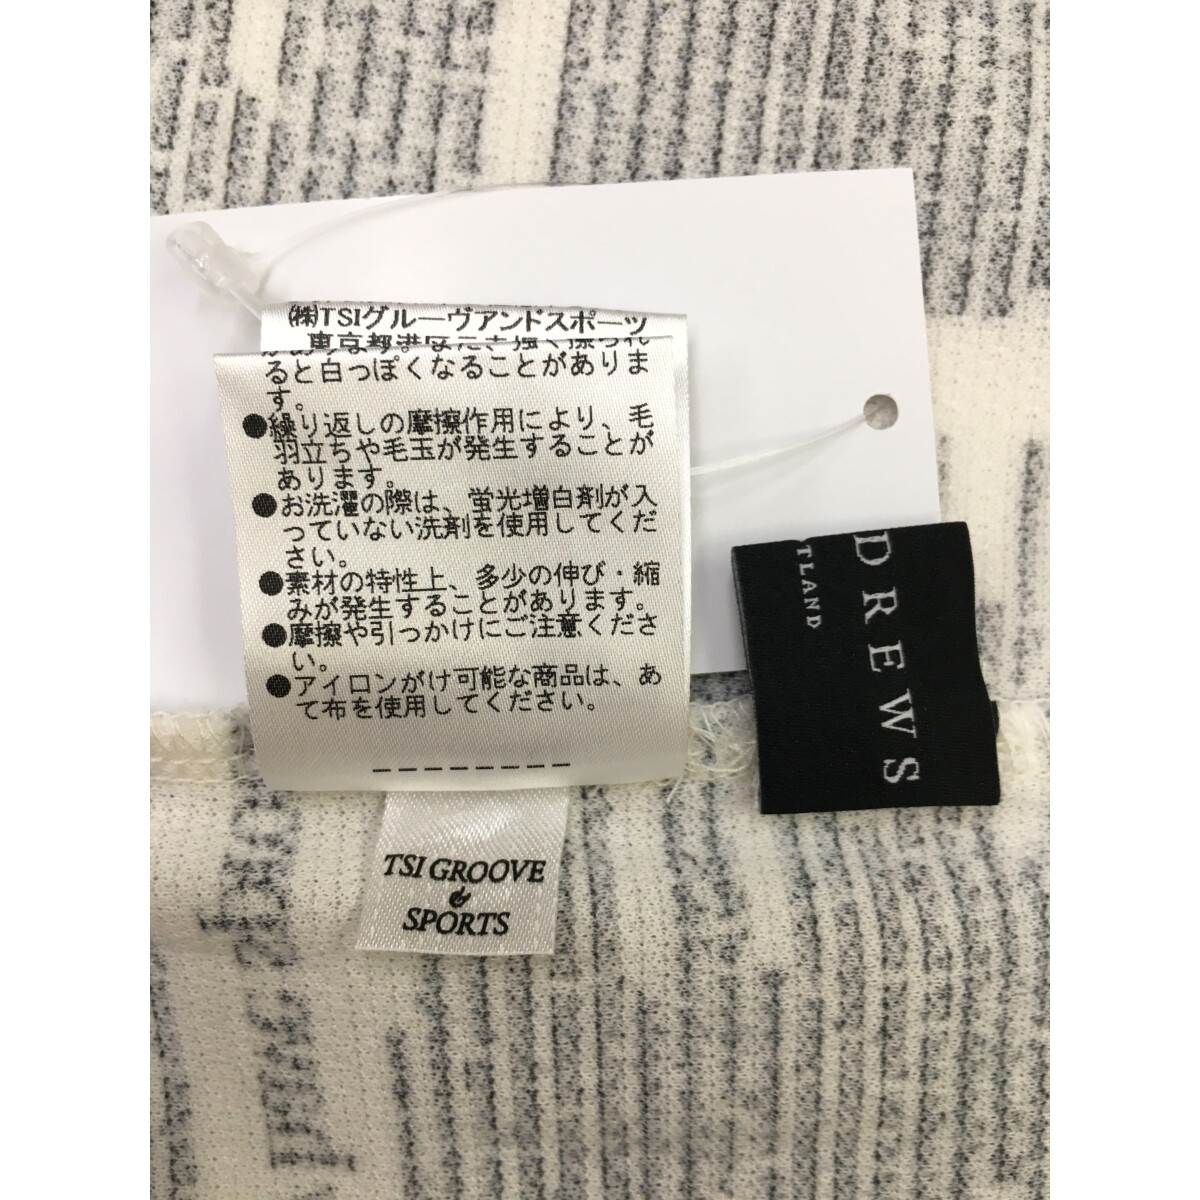 ㈱TSIグルーヴアンドスポーツ
東京都港区
ると白っぽくなることがありま
す。
●繰り返しの摩擦作用により、毛
羽立ちや毛玉が発生することが
あります。
●お洗濯の際は、蛍光増白剤が入
っていない洗剤を使用してくだ
さい。
●素材の特性上、多少の伸び・縮
みが発生することがあります。
●摩擦や引っかけにご注意くださ
い。
●アイロンがけ可能な商品は、あ
て布を使用してください。
--------
TSI GROOVE
&
SPORTS
DREWS
TLAND